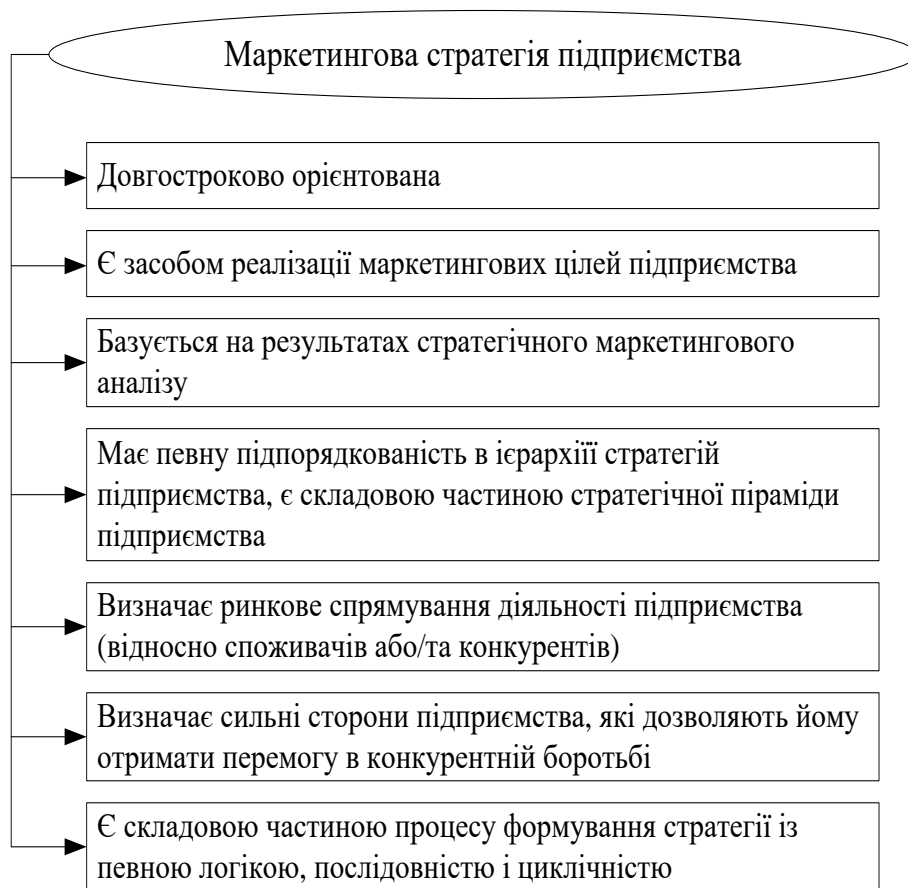 Маркетингова стратегія підприємства
Довгостроково орієнтована
Є засобом реалізації маркетингових цілей підприємства
Базується на результатах стратегічного маркетингового
аналізу
Має певну підпорядкованість в ієрархіїї стратегій
підприємства, є складовою частиною стратегічної піраміди
підприємства
Визначає ринкове спрямування діяльності підприємства
(відносно споживачів або/та конкурентів)
Визначає сильні сторони підприємства, які дозволяють йому
отримати перемогу в конкурентній боротьбі
Є складовою частиною процесу формування стратегії із
певною логікою, послідовністю і циклічністю